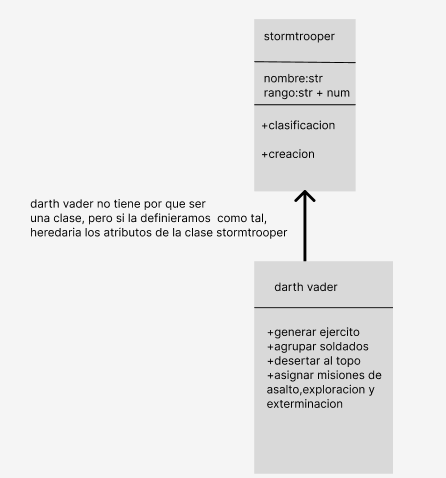 stormtrooper
nombre:str
rango:str + num
+clasificacion
+creacion
darth vader no tiene por que ser
una clase, pero si la definieramos como tal,
heredaria los atributos de la clase stormtrooper
darth vader
+generar ejercito
+agrupar soldados
+desertar al topo
+asignar misiones de
asalto,exploracion y
exterminacion